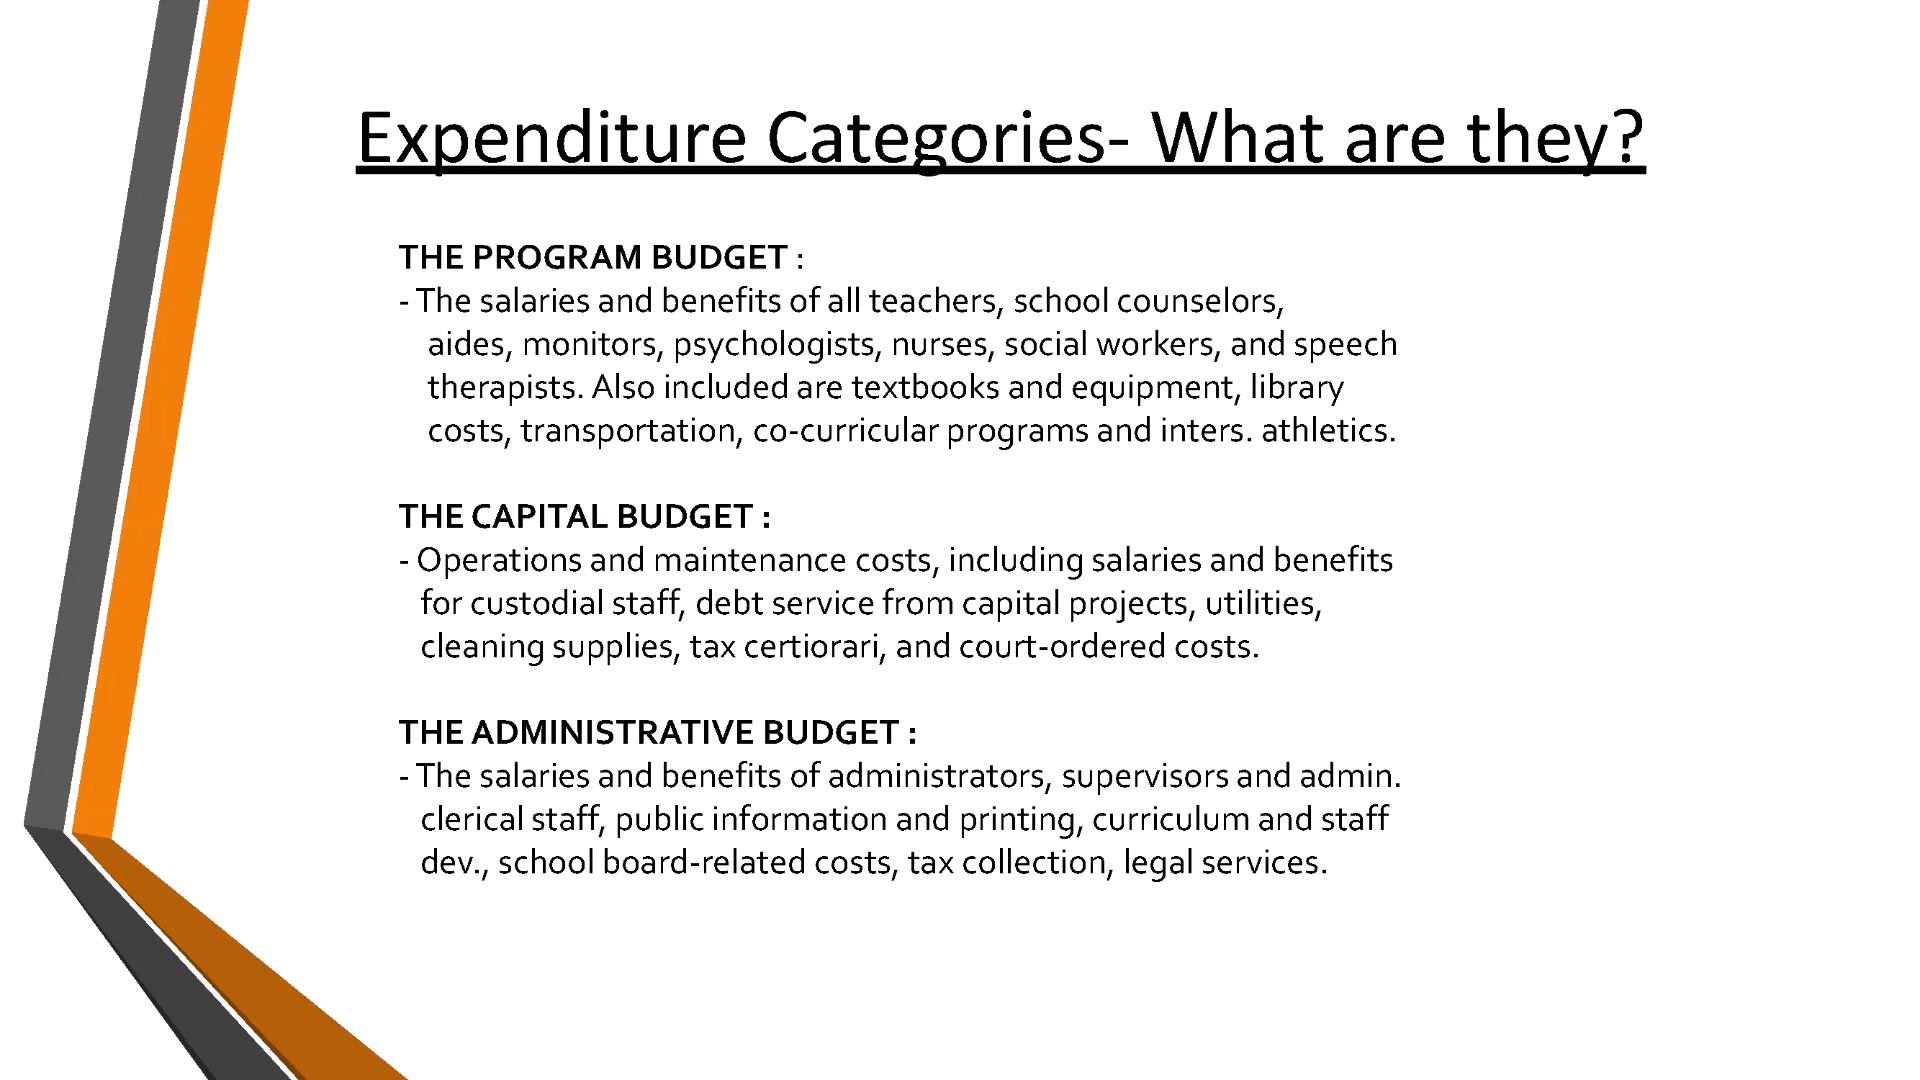 Expenditure Categories- What are they?
THE PROGRAM BUDGET :
- The salaries and benefits of all teachers, school counselors,
aides, monitors, psychologists, nurses, social workers, and speech
therapists. Also included are textbooks and equipment, library
costs, transportation, co-curricular programs and inters. athletics.
THE CAPITAL BUDGET :
- Operations and maintenance costs, including salaries and benefits
for custodial staff, debt service from capital projects, utilities,
cleaning supplies, tax certiorari, and court-ordered costs.
THE ADMINISTRATIVE BUDGET :
- The salaries and benefits of administrators, supervisors and admin.
clerical staff, public information and printing, curriculum and staff
dev., school board-related costs, tax collection, legal services.